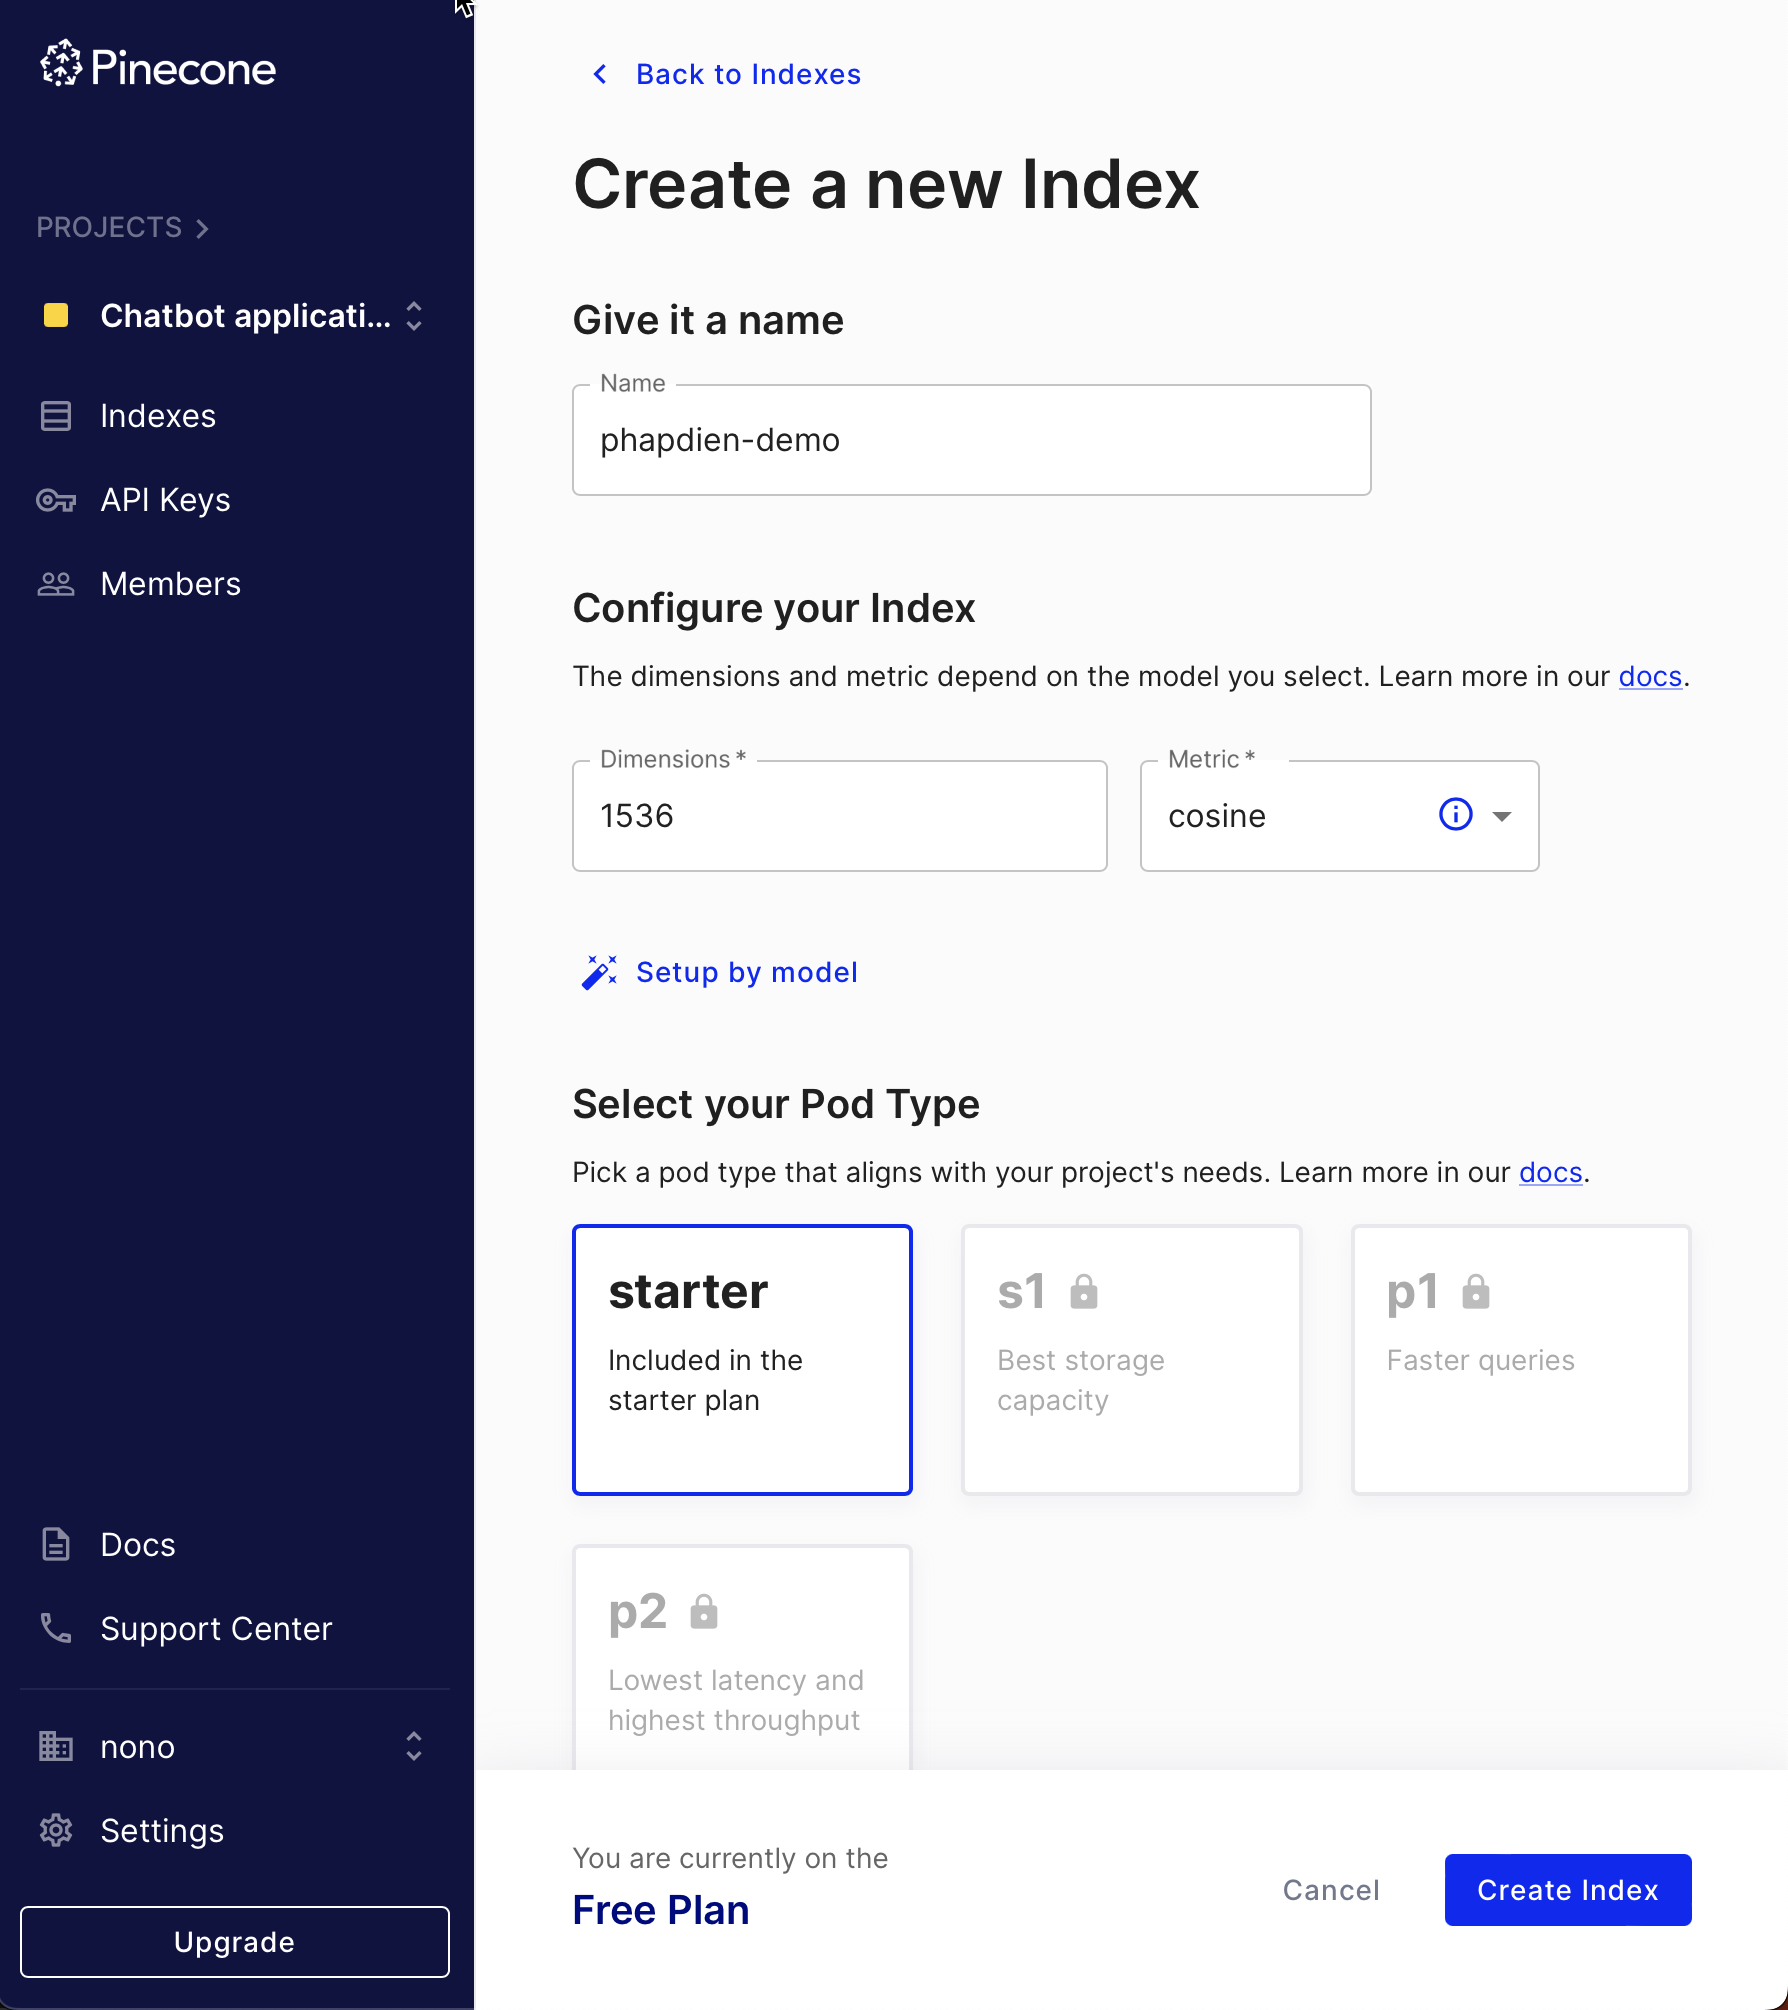 Pinecone
PROJECTS
Chatbot applicati...
Indexes
API Keys
Members
Docs
Support Center
nono
Settings
Upgrade
Back to Indexes
Create a new Index
Give it a name
Name
phapdien-demo
Configure your Index
The dimensions and metric depend on the model you select. Learn more in our docs.
Dimensions *
1536
Metric *
cosine
Setup by model
Select your Pod Type
Pick a pod type that aligns with your project's needs. Learn more in our docs.
starter
Included in the
starter plan
s1
Best storage
capacity
p1
Faster queries
p2
Lowest latency and
highest throughput
You are currently on the
Free Plan
Cancel
Create Index